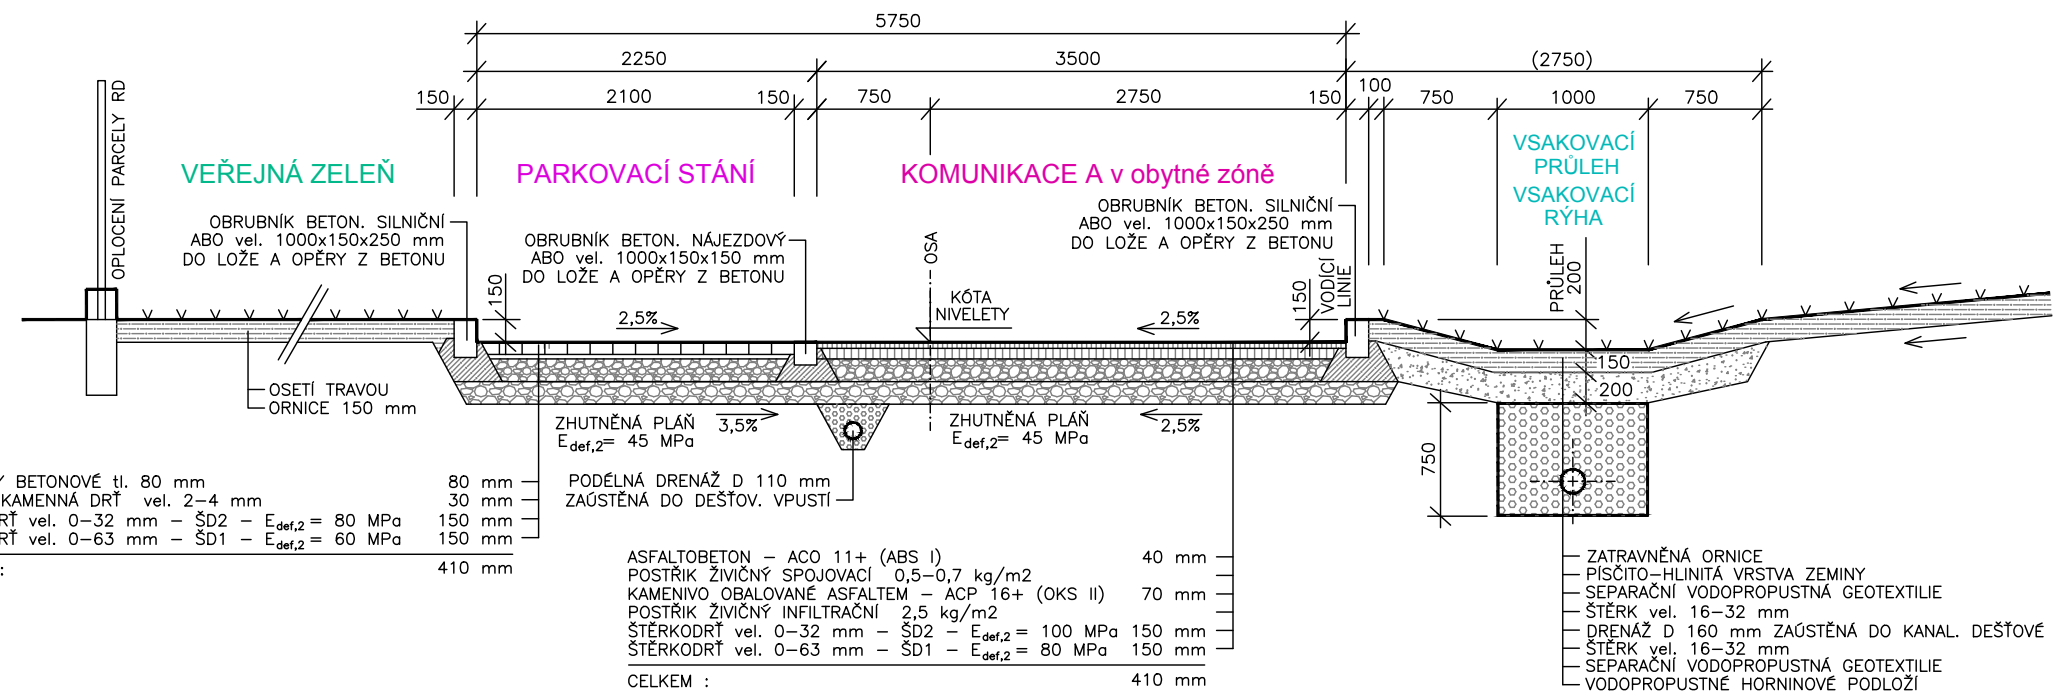 5750
2250
3500
(2750)
150
2100
150
750
2750
150
100
750
1000
750
OPLOCENÍ PARCELY RD
VEŘEJNÁ ZELEŇ
PARKOVACÍ STÁNÍ
KOMUNIKACE A v obytné zóně
VSAKOVACÍ
PRŮLEH
VSAKOVACÍ
RÝHA
OBRUBNÍK BETON. SILNIČNÍ
ABO vel. 1000x150x250 mm
DO LOŽE A OPĚRY Z BETONU
OBRUBNÍK BETON. NÁJEZDOVÝ
ABO vel. 1000x150x150 mm
DO LOŽE A OPĚRY Z BETONU
OSA
OBRUBNÍK BETON. SILNIČNÍ
ABO vel. 1000x150x250 mm
DO LOŽE A OPĚRY Z BETONU
150
2,5%
KÓTA
NIVELETY
2,5%
150
VODÍCÍ
LINIE
PRŮLEH
200
150
200
750
OSETÍ TRAVOU
ORNICE 150 mm
ZHUTNĚNÁ PLÁŇ
Edef,2= 45 MPa
3,5%
ZHUTNĚNÁ PLÁŇ
Edef,2= 45 MPa
2,5%
PODÉLNÁ DRENÁŽ D 110 mm
ZAÚSTĚNÁ DO DEŠŤOV. VPUSTÍ
BETONOVÉ tl. 80 mm 80 mm
KAMENNÁ DRŤ vel. 2-4 mm 30 mm
vel. 0-32 mm - ŠD2 - Edef,2= 80 MPa 150 mm
vel. 0-63 mm - ŠD1 - Edef,2= 60 MPa 150 mm
: 410 mm
ASFALTOBETON - ACO 11+ (ABS I) 40 mm
POSTŘIK ŽIVIČNÝ SPOJOVACÍ 0,5-0,7 kg/m2
KAMENIVO OBALOVANÉ ASFALTEM - ACP 16+ (OKS II) 70 mm
POSTŘIK ŽIVIČNÝ INFILTRAČNÍ 2,5 kg/m2
ŠTĚRKODRŤ vel. 0-32 mm - ŠD2 - Edef,2= 100 MPa 150 mm
ŠTĚRKODRŤ vel. 0-63 mm - ŠD1 - Edef,2= 80 MPa 150 mm
CELKEM : 410 mm
ZATRAVNĚNÁ ORNICE
PÍSČITO-HLINITÁ VRSTVA ZEMINY
SEPARAČNÍ VODOPROPUSTNÁ GEOTEXTILIE
ŠTĚRK vel. 16-32 mm
DRENÁŽ D 160 mm ZAÚSTĚNÁ DO KANAL. DEŠŤOVÉ
ŠTĚRK vel. 16-32 mm
SEPARAČNÍ VODOPROPUSTNÁ GEOTEXTILIE
VODOPROPUSTNÉ HORNINOVÉ PODLOŽÍ